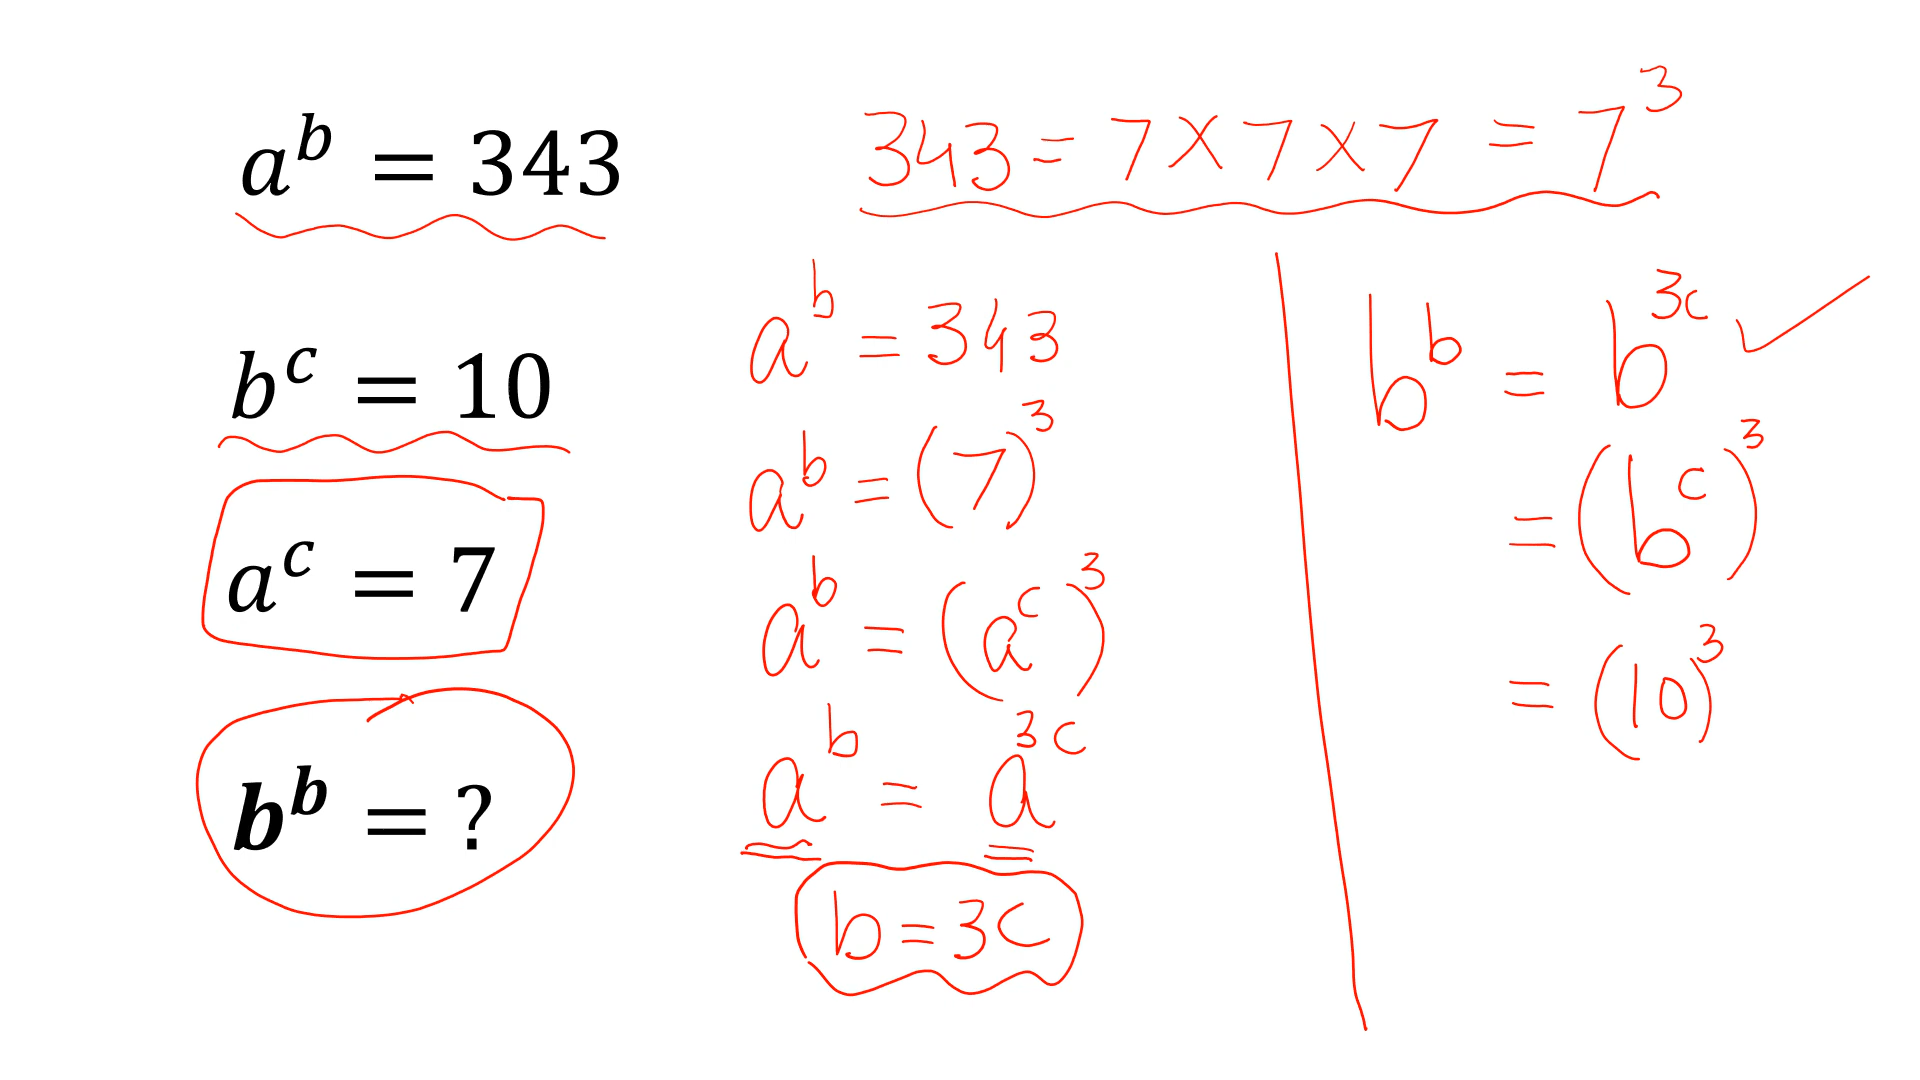 a^b = 343
b^c = 10
a^c = 7
b^b = ?
343 = 7 × 7 × 7 = 7^3
a^b = 343
a^b = (7)^3
a^b = (a^c)^3
a^b = a^3c
b = 3c
b^b = b^3c
= (b^c)^3
= (10)^3